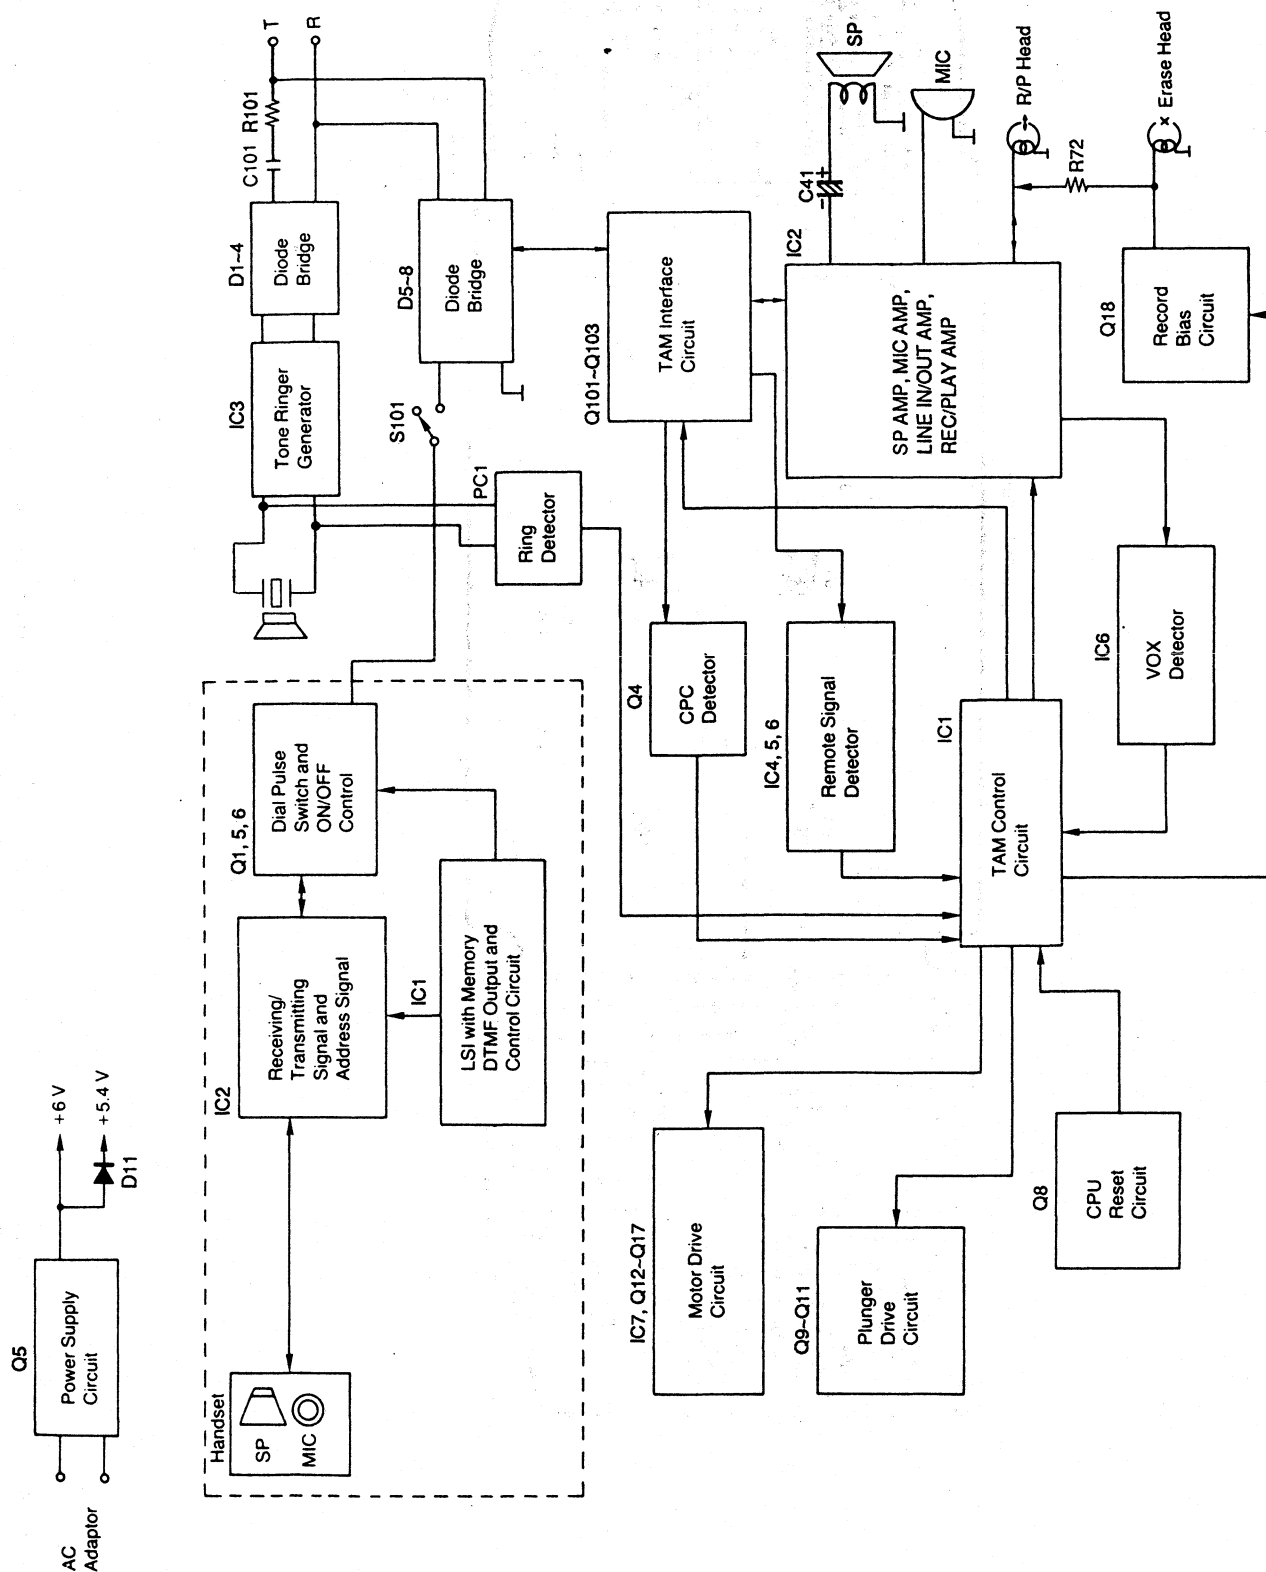 AC
Adaptor
Q5
Power Supply
Circuit
+6 V
+5.4 V
D11
Handset
SP
MIC
IC2
Receiving/
Transmitting
Signal and
Address Signal
Q1, 5, 6
Dial Pulse
Switch and
ON/OFF
Control
IC1
LSI with Memory
DTMF Output and
Control Circuit
IC3
Tone Ringer
Generator
D1~4
Diode
Bridge
C101
R101
T
R
PC1
Ring
Detector
S101
D5~8
Diode
Bridge
Q101~Q103
TAM Interface
Circuit
Q4
CPC
Detector
IC4, 5, 6
Remote Signal
Detector
IC2
SP AMP, MIC AMP,
LINE IN/OUT AMP,
REC/PLAY AMP
C41
- +
SP
MIC
R/P Head
R72
× Erase Head
Q18
Record
Bias
Circuit
IC6
VOX
Detector
IC1
TAM Control
Circuit
IC7, Q12~Q17
Motor Drive
Circuit
Q9~Q11
Plunger
Drive
Circuit
Q8
CPU
Reset
Circuit